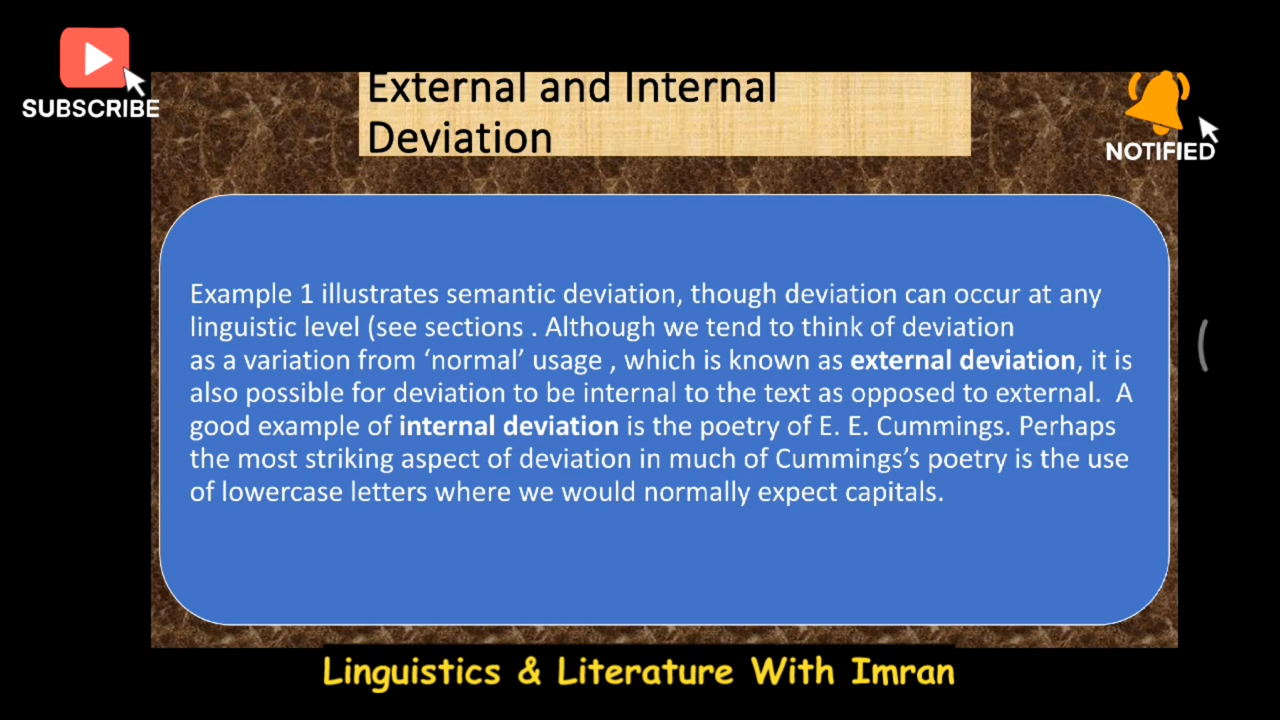 SUBSCRIBE
External and Internal
Deviation
NOTIFIED
Example 1 illustrates semantic deviation, though deviation can occur at any
linguistic level (see sections . Although we tend to think of deviation
as a variation from ‘normal’ usage , which is known as external deviation, it is
also possible for deviation to be internal to the text as opposed to external. A
good example of internal deviation is the poetry of E. E. Cummings. Perhaps
the most striking aspect of deviation in much of Cummings’s poetry is the use
of lowercase letters where we would normally expect capitals.
Linguistics & Literature With Imran